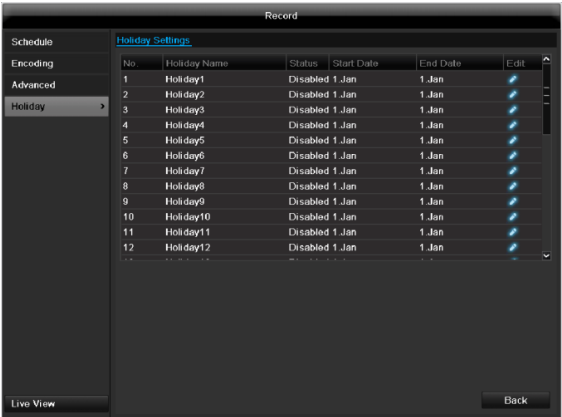 Record
Schedule
Encoding
Advanced
Holiday >
Live View
Holiday Settings
No. Holiday Name Status Start Date End Date Edit
1 Holiday1 Disabled 1.Jan 1.Jan
2 Holiday2 Disabled 1.Jan 1.Jan
3 Holiday3 Disabled 1.Jan 1.Jan
4 Holiday4 Disabled 1.Jan 1.Jan
5 Holiday5 Disabled 1.Jan 1.Jan
6 Holiday6 Disabled 1.Jan 1.Jan
7 Holiday7 Disabled 1.Jan 1.Jan
8 Holiday8 Disabled 1.Jan 1.Jan
9 Holiday9 Disabled 1.Jan 1.Jan
10 Holiday10 Disabled 1.Jan 1.Jan
11 Holiday11 Disabled 1.Jan 1.Jan
12 Holiday12 Disabled 1.Jan 1.Jan
Back